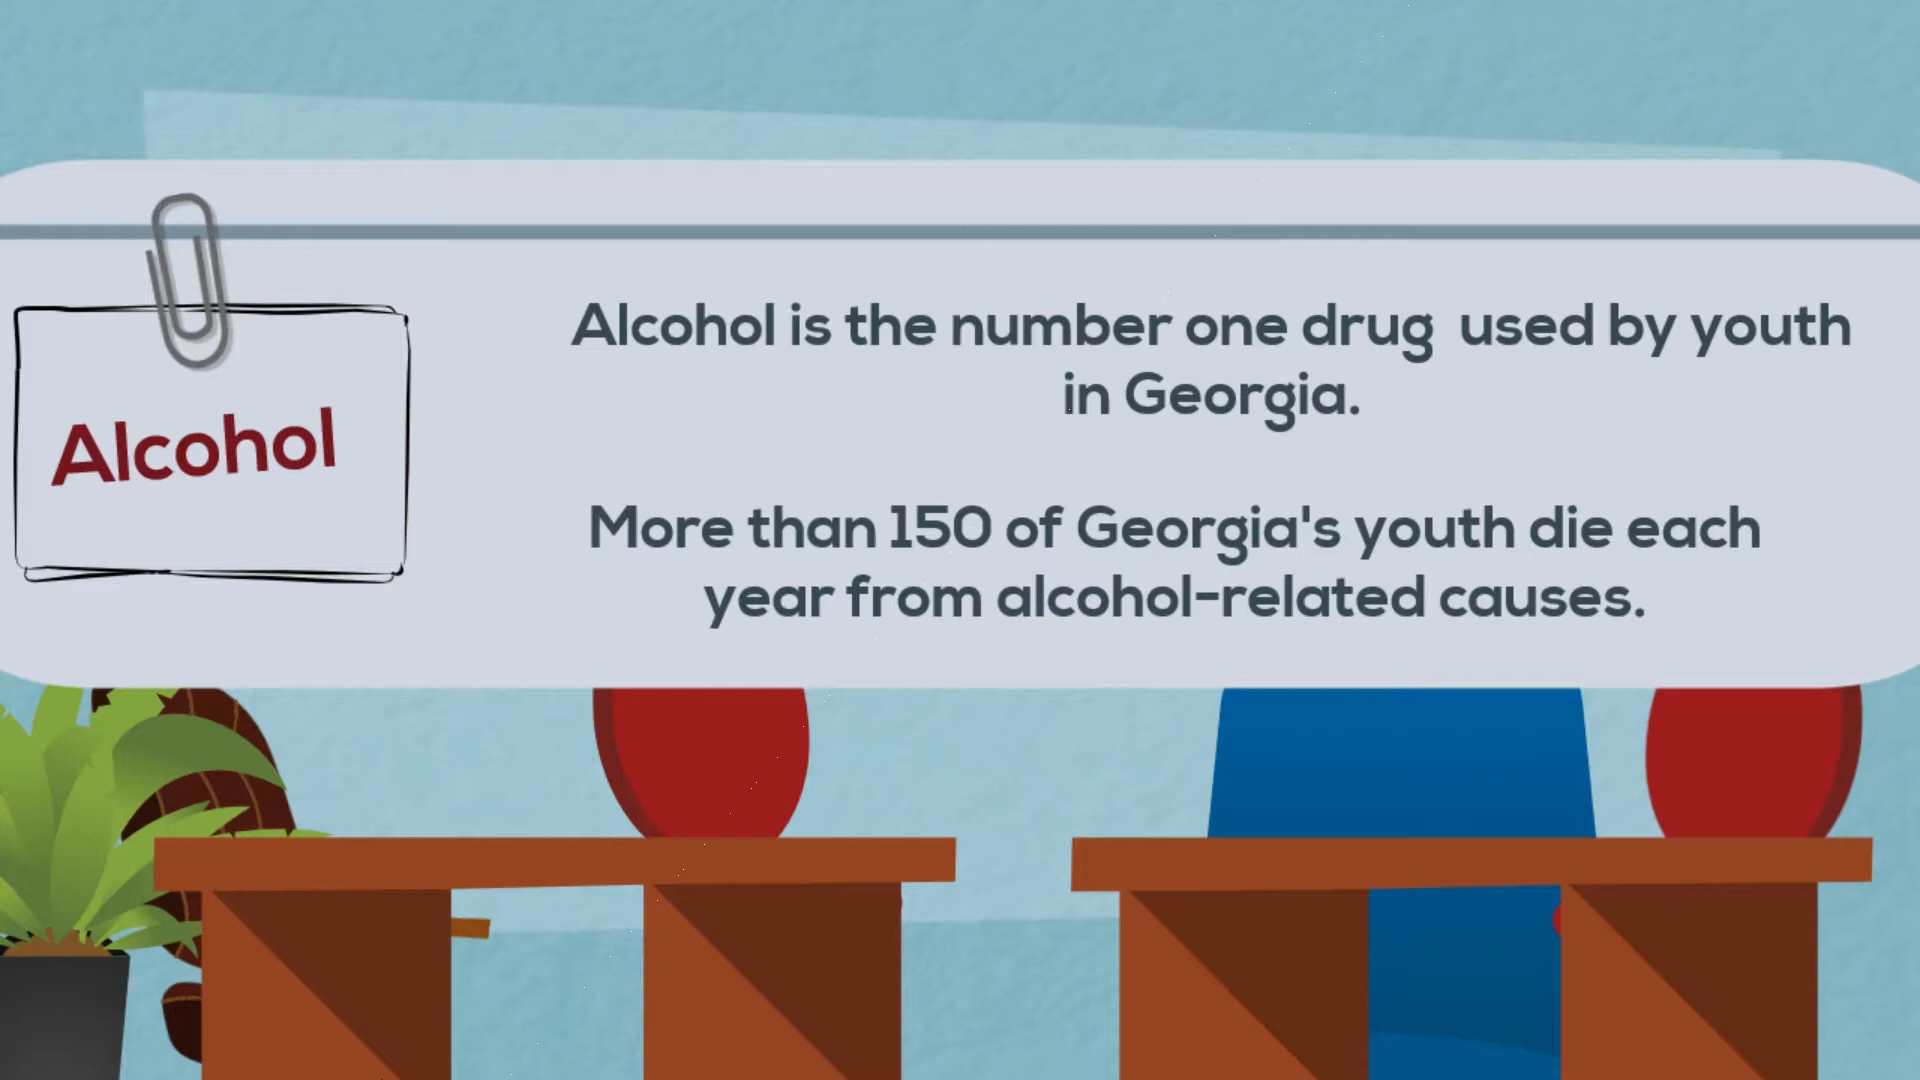 Alcohol
Alcohol is the number one drug used by youth
in Georgia.
More than 150 of Georgia's youth die each
year from alcohol-related causes.